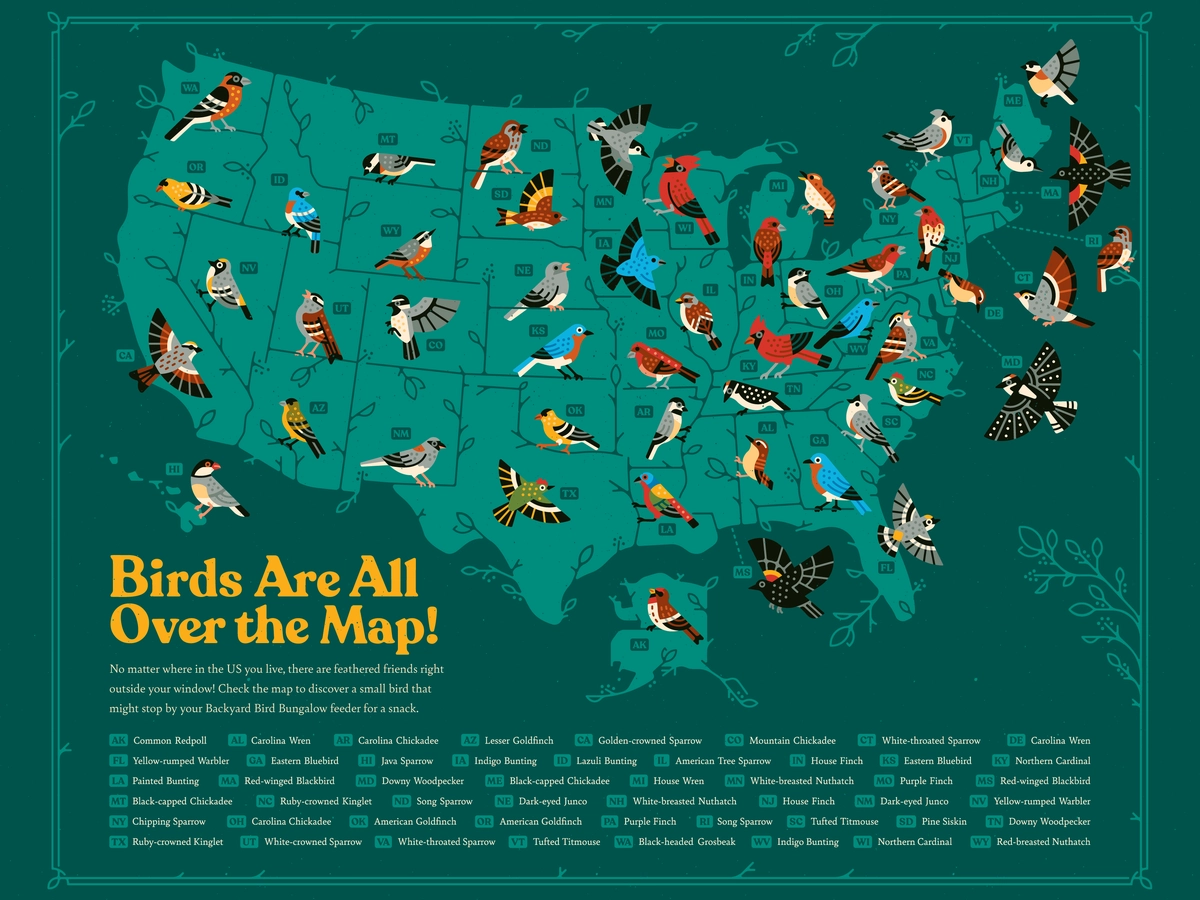 WA
OR
ID
MT
ND
SD
MN
WI
MI
VT
ME
NH
MA
NY
RI
CT
NJ
PA
DE
MD
WY
NE
IA
IL
IN
OH
WV
VA
NV
UT
CO
KS
MO
KY
TN
NC
SC
CA
AZ
NM
OK
AR
AL
GA
TX
LA
MS
FL
HI
AK
Birds Are All
Over the Map!
No matter where in the US you live, there are feathered friends right
outside your window! Check the map to discover a small bird that
might stop by your Backyard Bird Bungalow feeder for a snack.
AK Common Redpoll AL Carolina Wren AR Carolina Chickadee AZ Lesser Goldfinch CA Golden-crowned Sparrow CO Mountain Chickadee CT White-throated Sparrow DE Carolina Wren
FL Yellow-rumped Warbler GA Eastern Bluebird HI Java Sparrow IA Indigo Bunting ID Lazuli Bunting IL American Tree Sparrow IN House Finch KS Eastern Bluebird KY Northern Cardinal
LA Painted Bunting MA Red-winged Blackbird MD Downy Woodpecker ME Black-capped Chickadee MI House Wren MN White-breasted Nuthatch MO Purple Finch MS Red-winged Blackbird
MT Black-capped Chickadee NC Ruby-crowned Kinglet ND Song Sparrow NE Dark-eyed Junco NH White-breasted Nuthatch NJ House Finch NM Dark-eyed Junco NV Yellow-rumped Warbler
NY Chipping Sparrow OH Carolina Chickadee OK American Goldfinch OR American Goldfinch PA Purple Finch RI Song Sparrow SC Tufted Titmouse SD Pine Siskin TN Downy Woodpecker
TX Ruby-crowned Kinglet UT White-crowned Sparrow VA White-throated Sparrow VT Tufted Titmouse WA Black-headed Grosbeak WV Indigo Bunting WI Northern Cardinal WY Red-breasted Nuthatch